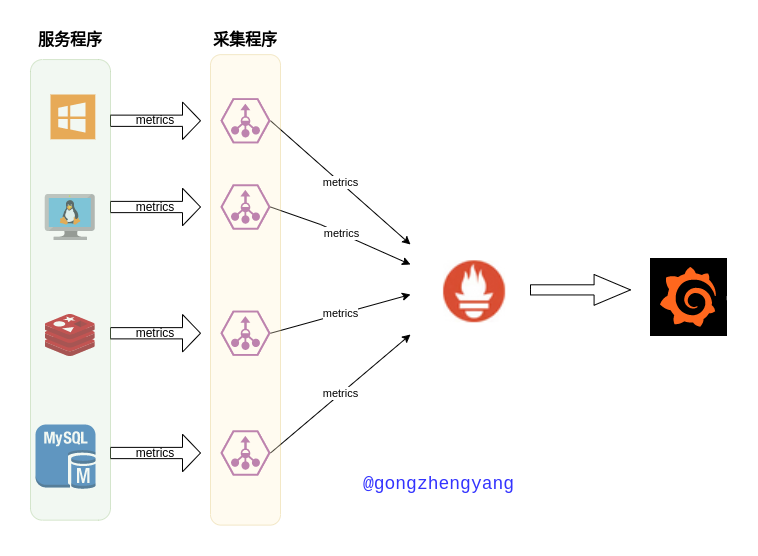 服务程序
采集程序
metrics
metrics
metrics
metrics
metrics
metrics
metrics
MySQL
M
metrics
@gongzhengyang